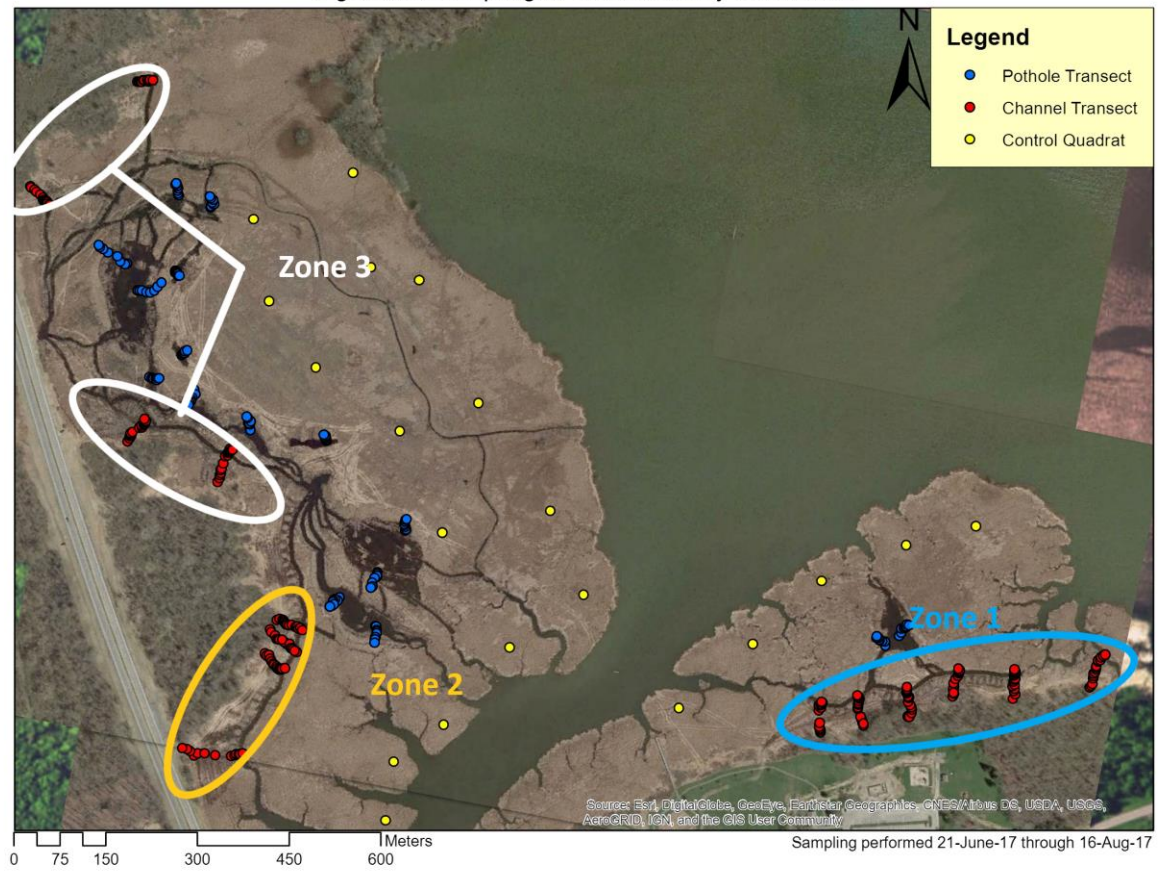 N
Legend
Pothole Transect
Channel Transect
Control Quadrat
Zone 3
Zone 1
Zone 2
Source: Esri, DigitalGlobe, GeoEye, Earthstar Geographics, CNES/Airbus DS, USDA, USGS,
AeroGRID, IGN, and the GIS User Community
Meters
0 75 150 300 450 600
Sampling performed 21-June-17 through 16-Aug-17